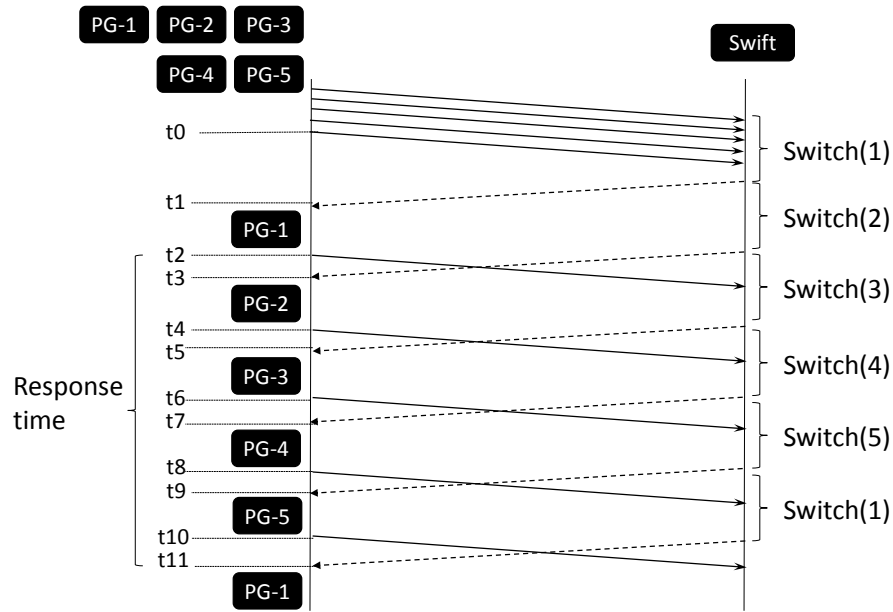 PG-1 PG-2 PG-3
Swift
PG-4 PG-5
t0
Switch(1)
t1
Switch(2)
PG-1
t2
t3
Switch(3)
PG-2
t4
t5
Switch(4)
PG-3
Response
time
t6
t7
Switch(5)
PG-4
t8
t9
Switch(1)
PG-5
t10
t11
PG-1